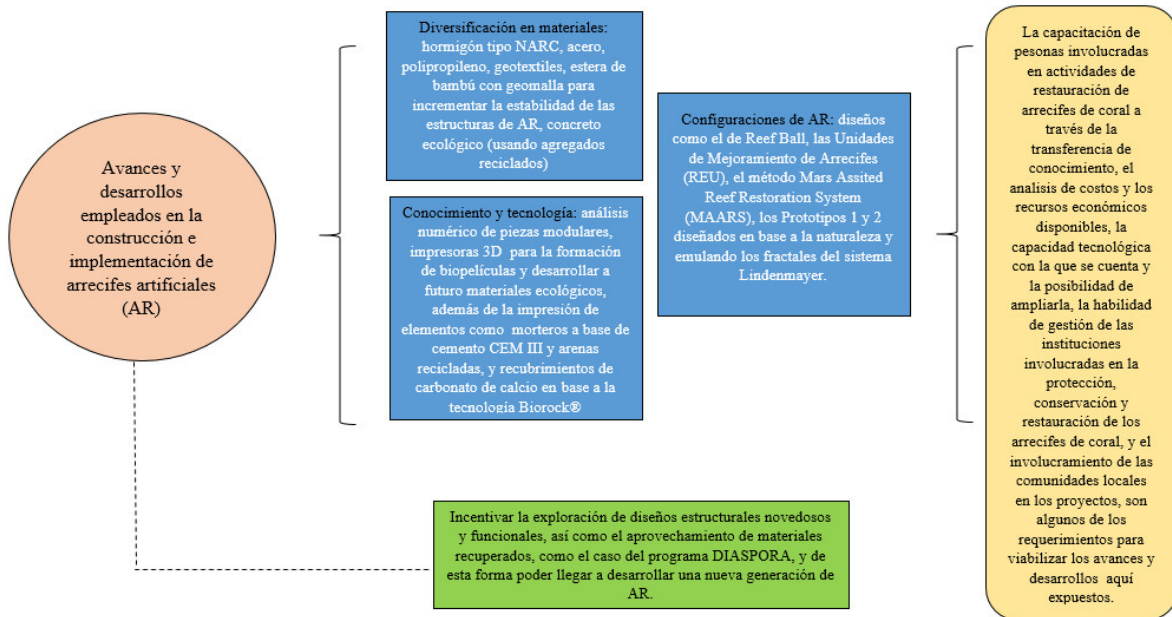 Avances y
desarrollos
empleados en la
construcción e
implementación de
arrecifes artificiales
(AR)
Diversificación en materiales:
hormigón tipo NARC, acero,
polipropileno, geotextiles, estera de
bambú con geomalla para
incrementar la estabilidad de las
estructuras de AR, concreto
ecológico (usando agregados
reciclados)
Conocimiento y tecnología: análisis
numérico de piezas modulares,
impresoras 3D para la formación
de biopelículas y desarrollar a
futuro materiales ecológicos,
además de la impresión de
elementos como morteros a base de
cemento CEM III y arenas
recicladas, y recubrimientos de
carbonato de calcio en base a la
tecnología Biorock®
Configuraciones de AR: diseños
como el de Reef Ball, las Unidades
de Mejoramiento de Arrecifes
(REU), el método Mars Assited
Reef Restoration System
(MAARS), los Prototipos 1 y 2
diseñados en base a la naturaleza y
emulando los fractales del sistema
Lindenmayer.
La capacitación de
pesonas involucradas
en actividades de
restauración de
arrecifes de coral a
través de la
transferencia de
conocimiento, el
analisis de costos y los
recursos económicos
disponibles, la
capacidad tecnológica
con la que se cuenta y
la posibilidad de
ampliarla, la habilidad
de gestión de las
instituciones
involucradas en la
protección,
conservación y
restauración de los
arrecifes de coral, y el
involucramiento de las
comunidades locales
en los proyectos, son
algunos de los
requerimientos para
viabilizar los avances y
desarrollos aquí
expuestos.
Incentivar la exploración de diseños estructurales novedosos
y funcionales, así como el aprovechamiento de materiales
recuperados, como el caso del programa DIASPORA, y de
esta forma poder llegar a desarrollar una nueva generación de
AR.